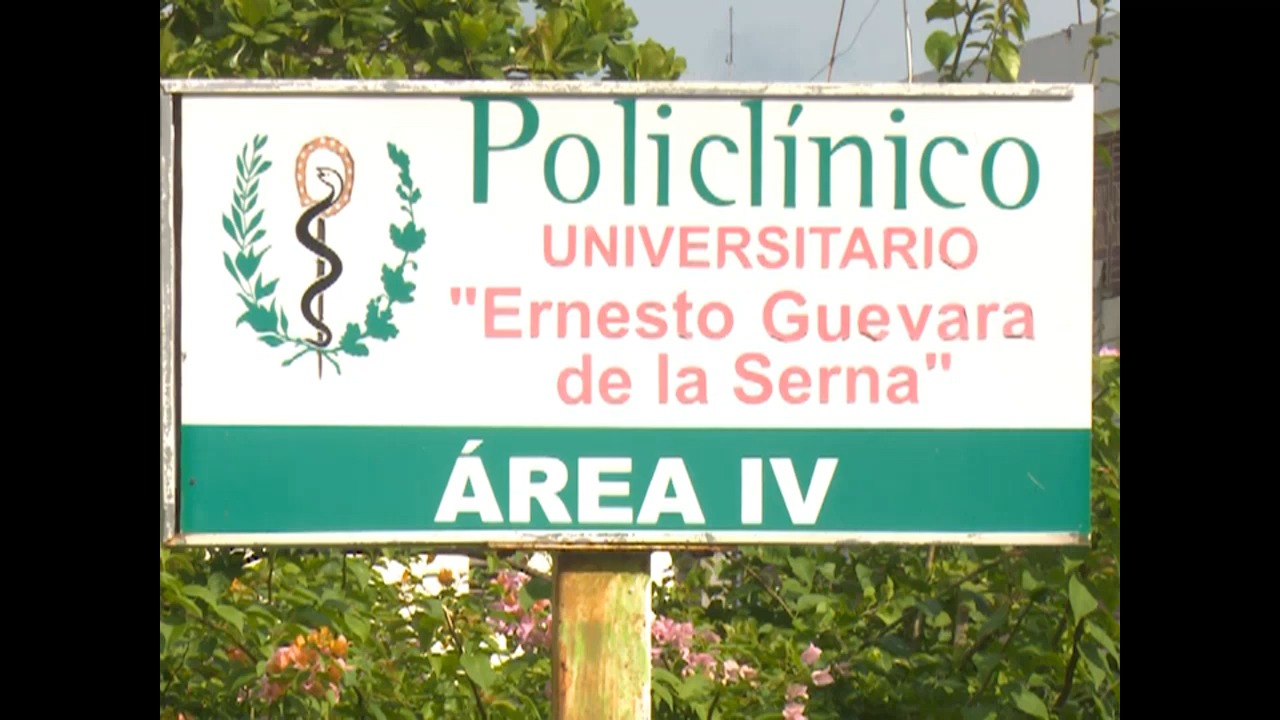 Policlínico
UNIVERSITARIO
"Ernesto Guevara
de la Serna"
ÁREA IV